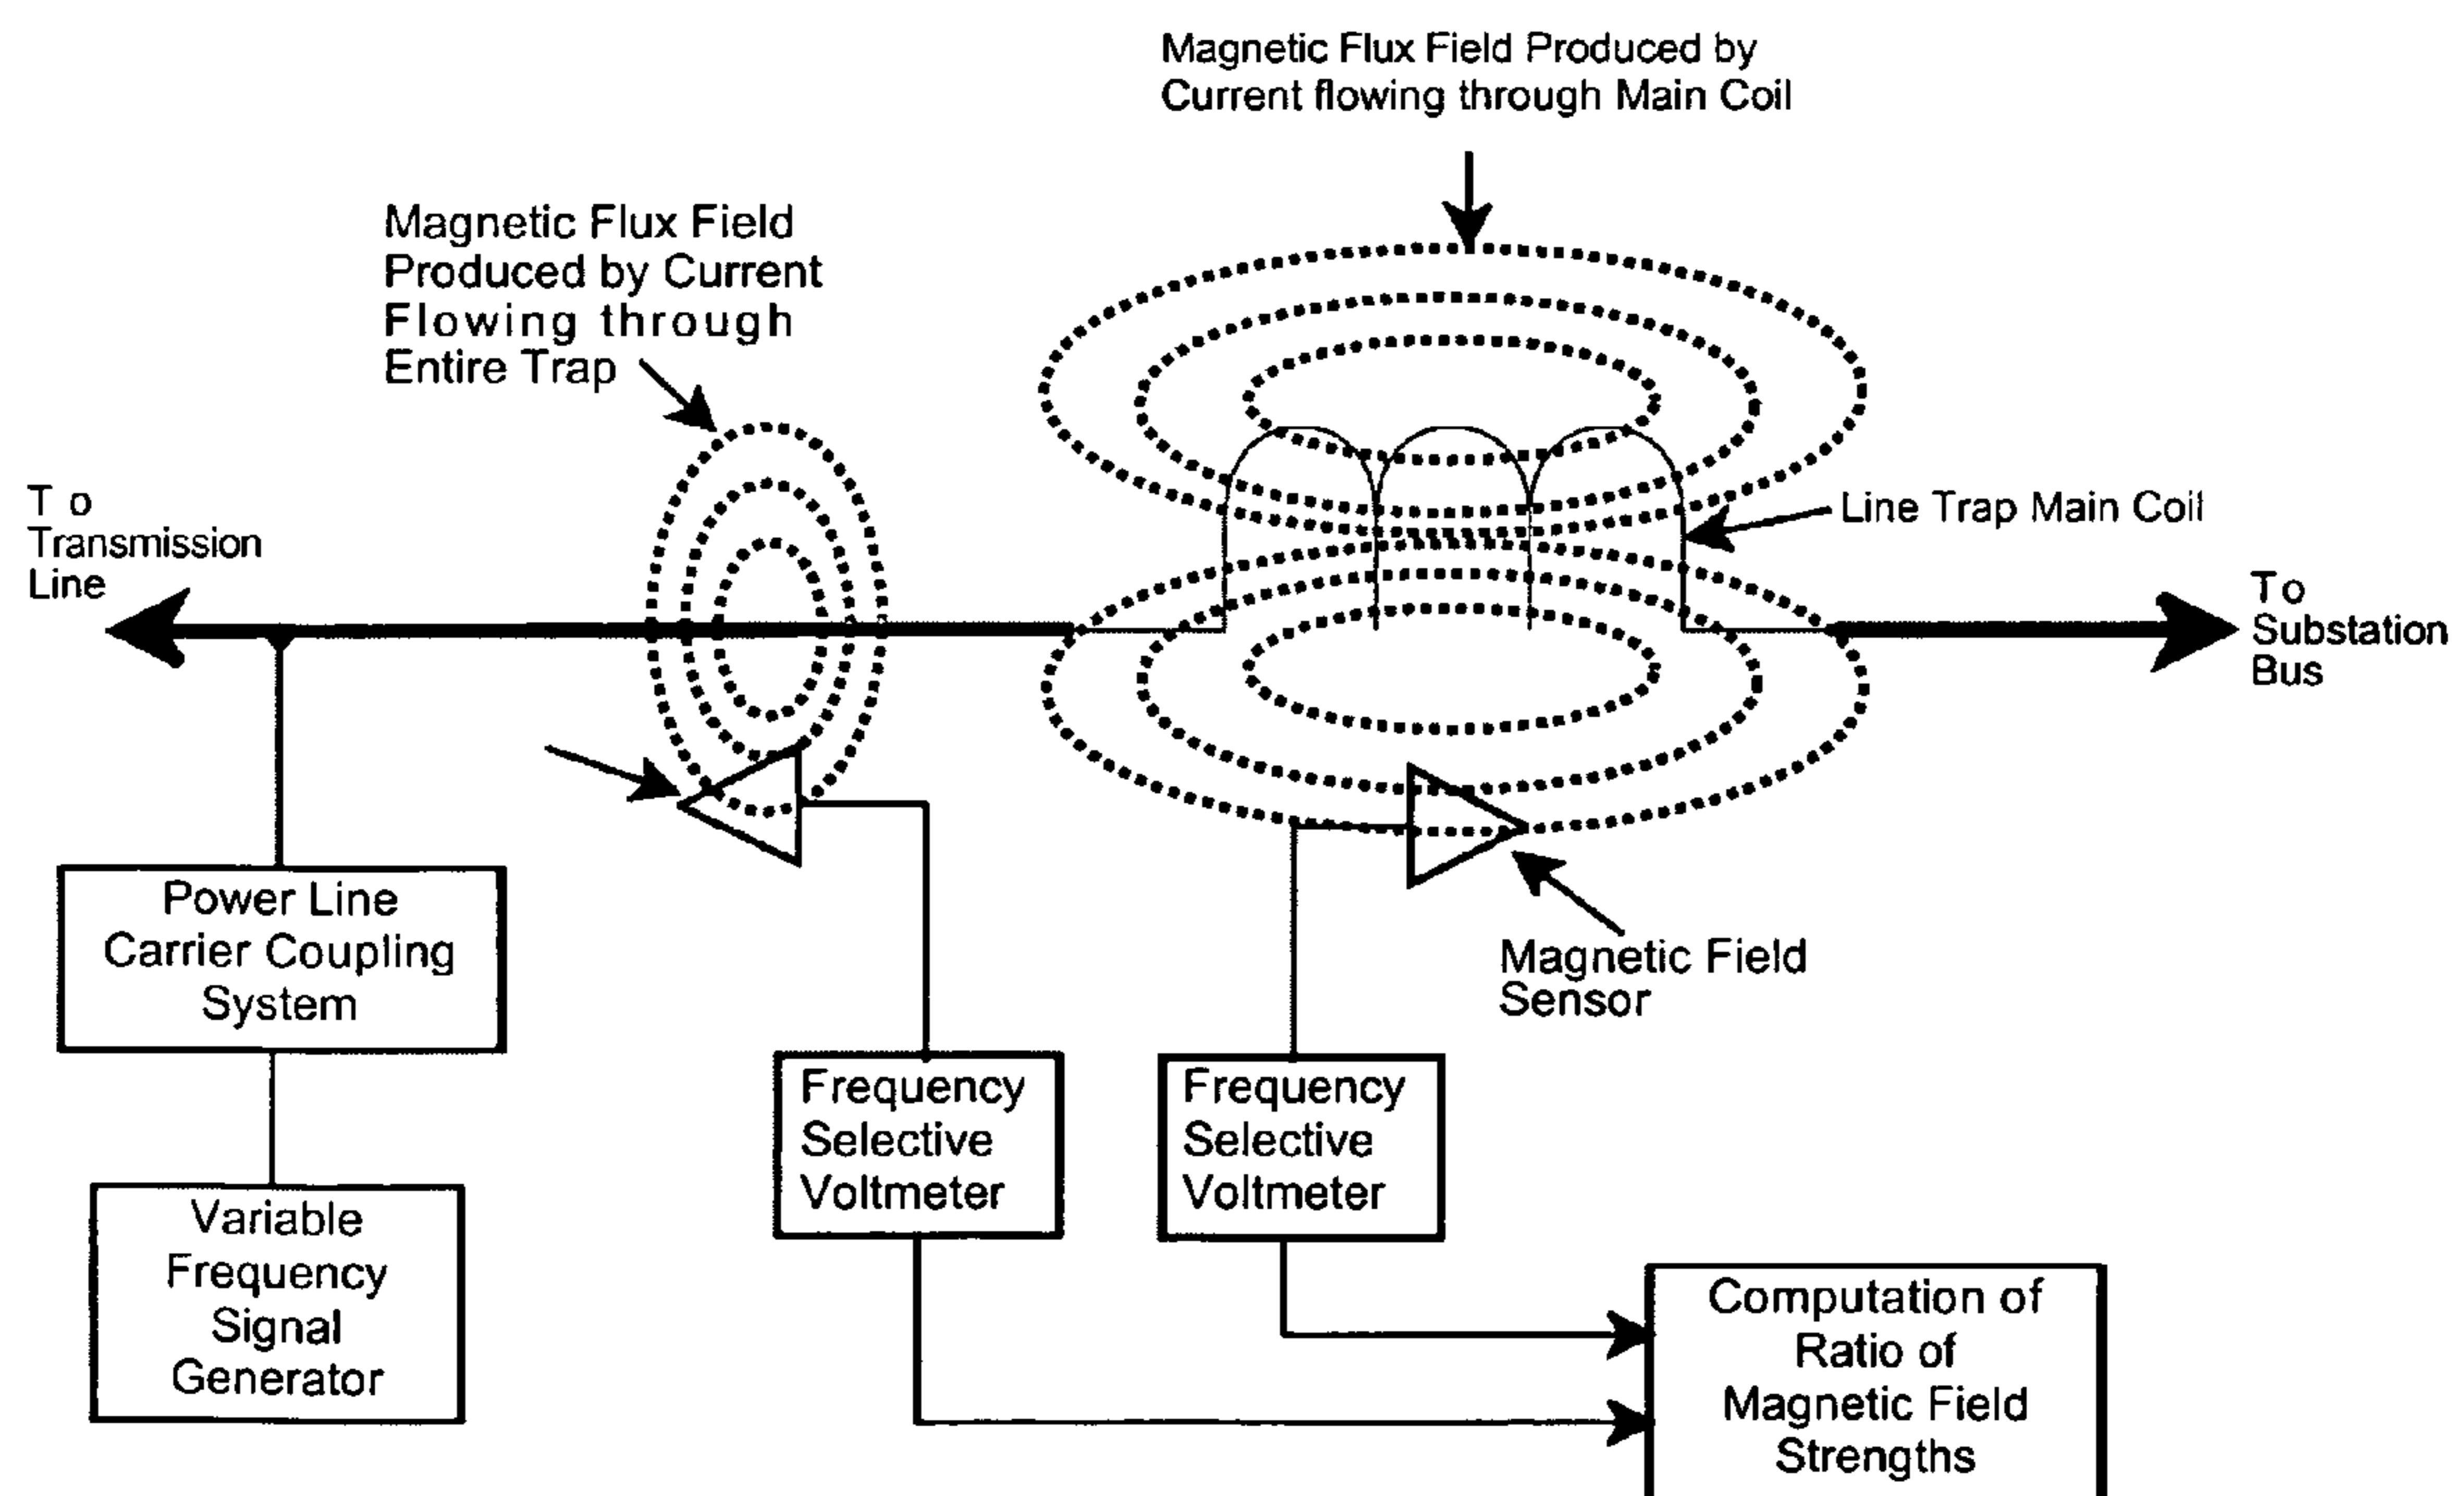 Magnetic Flux Field Produced by
Current flowing through Main Coil
Magnetic Flux Field
Produced by Current
Flowing through
Entire Trap
To
Transmission
Line
Line Trap Main Coil
To
Substation
Bus
Power Line
Carrier Coupling
System
Magnetic Field
Sensor
Frequency
Selective
Voltmeter
Frequency
Selective
Voltmeter
Variable
Frequency
Signal
Generator
Computation of
Ratio of
Magnetic Field
Strengths